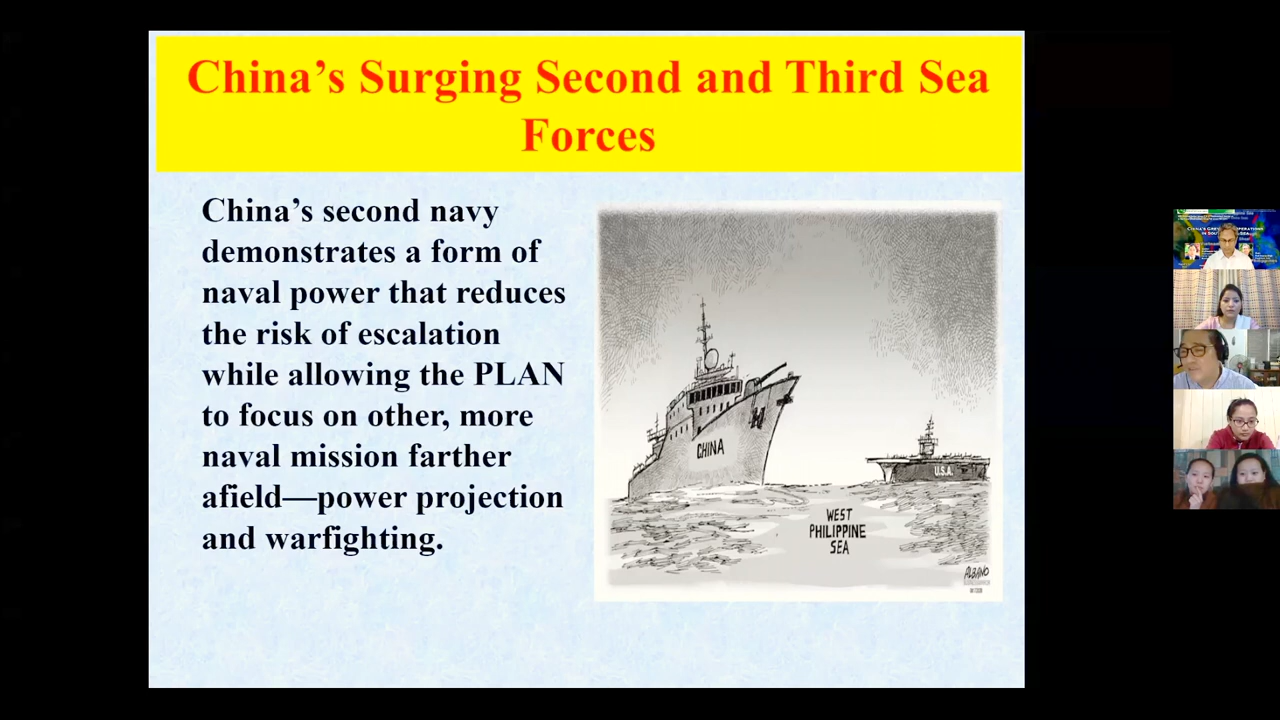 China’s Surging Second and Third Sea
Forces
China’s second navy
demonstrates a form of
naval power that reduces
the risk of escalation
while allowing the PLAN
to focus on other, more
naval mission farther
afield—power projection
and warfighting.
CHINA
U.S.A.
WEST
PHILIPPINE
SEA
ALBANO